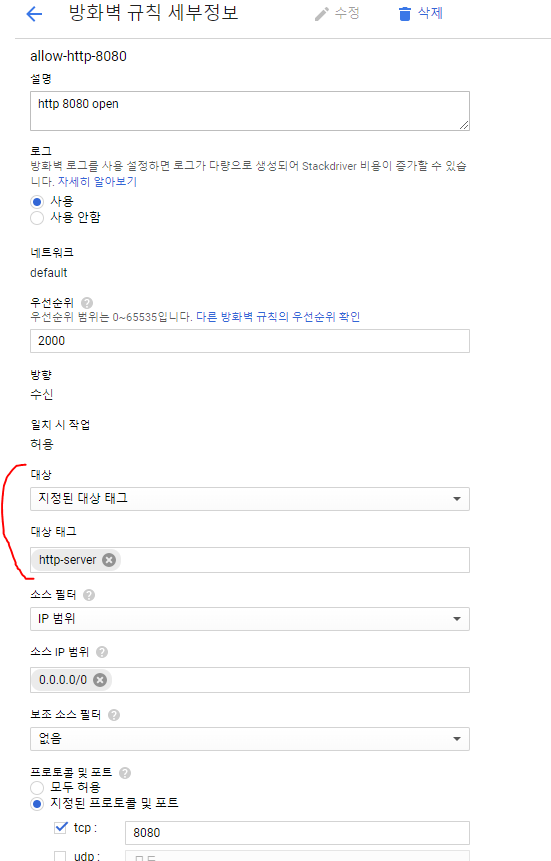 방화벽 규칙 세부정보
수정
삭제
allow-http-8080
설명
http 8080 open
로그
방화벽 로그를 사용 설정하면 로그가 다량으로 생성되어 Stackdriver 비용이 증가할 수 있습
니다. 자세히 알아보기
사용
사용 안함
네트워크
default
우선순위 ?
우선순위 범위는 0~65535입니다. 다른 방화벽 규칙의 우선순위 확인
2000
방향
수신
일치 시 작업
허용
대상
지정된 대상 태그
대상 태그
http-server
소스 필터 ?
IP 범위
소스 IP 범위 ?
0.0.0.0/0
보조 소스 필터 ?
없음
프로토콜 및 포트 ?
모두 허용
지정된 프로토콜 및 포트
tcp :
8080
udp :
모두